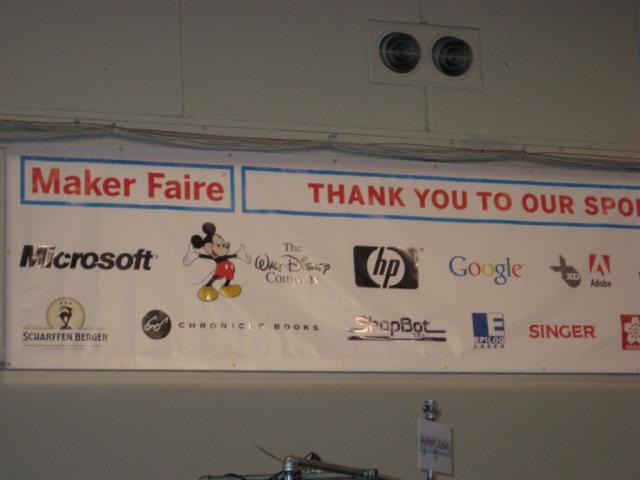 Maker Faire
THANK YOU TO OUR SPO
Microsoft
The
WALT DISNEY
Company
hp
Google
XD
Adobe
SCHARFFEN BERGER
CHRONICLE BOOKS
ShopBot
EPILOG
LASER
SINGER